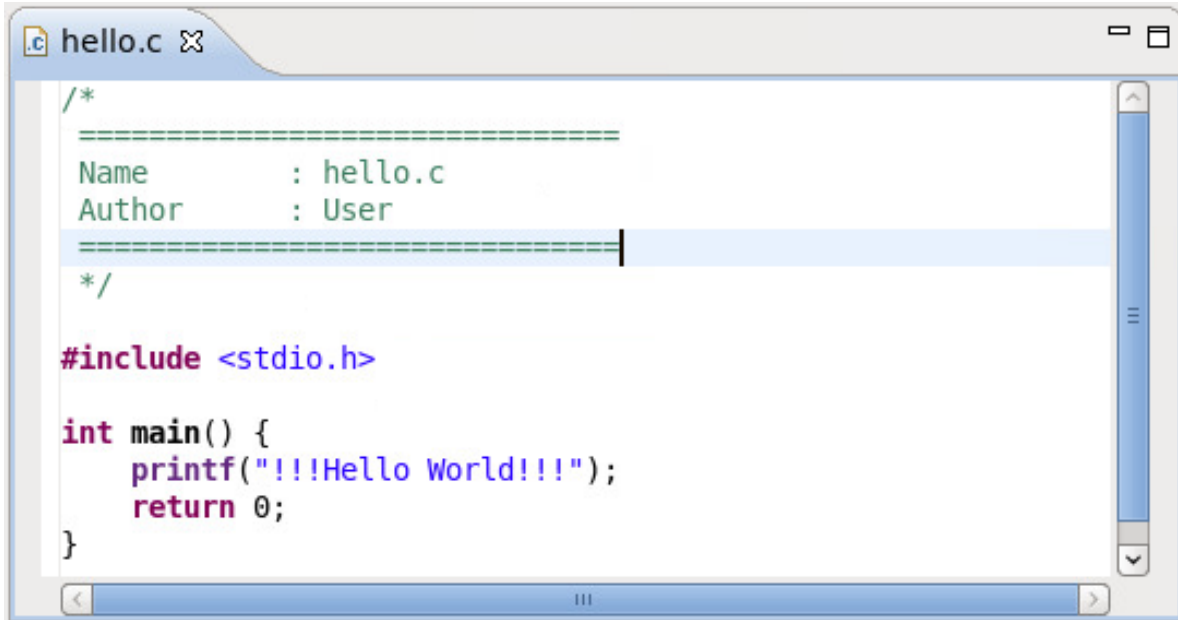 hello.c
/*
 ===============================
 Name        : hello.c
 Author      : User
 ===============================
 */

#include <stdio.h>

int main() {
    printf("!!!Hello World!!!");
    return 0;
}